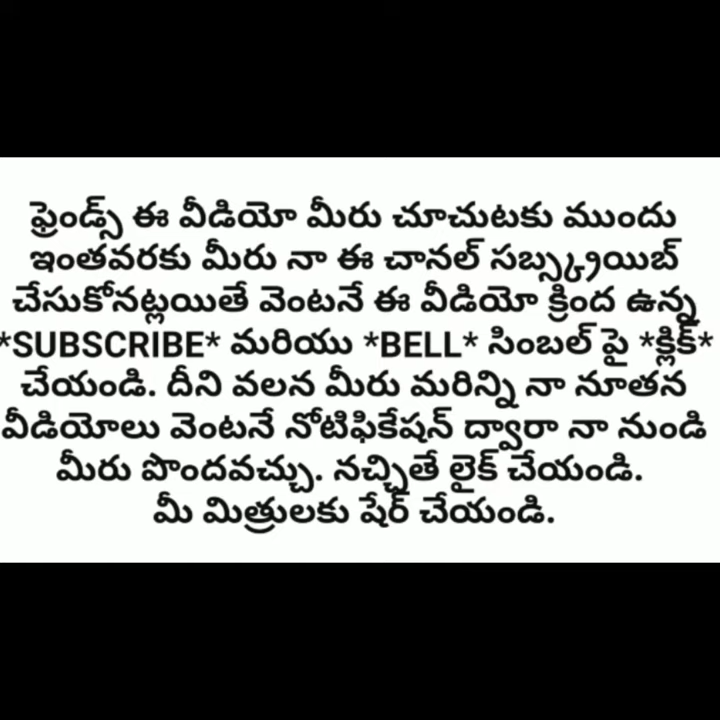 ఫ్రెండ్స్ ఈ వీడియో మీరు చూచుటకు ముందు
ఇంతవరకు మీరు నా ఈ చానల్ సబ్స్క్రయిబ్
చేసుకోనట్లయితే వెంటనే ఈ వీడియో క్రింద ఉన్న
*SUBSCRIBE* మరియు *BELL* సింబల్ పై *క్లిక్*
చేయండి. దీని వలన మీరు మరిన్ని నా నూతన
వీడియోలు వెంటనే నోటిఫికేషన్ ద్వారా నా నుండి
మీరు పొందవచ్చు. నచ్చితే లైక్ చేయండి.
మీ మిత్రులకు షేర్ చేయండి.